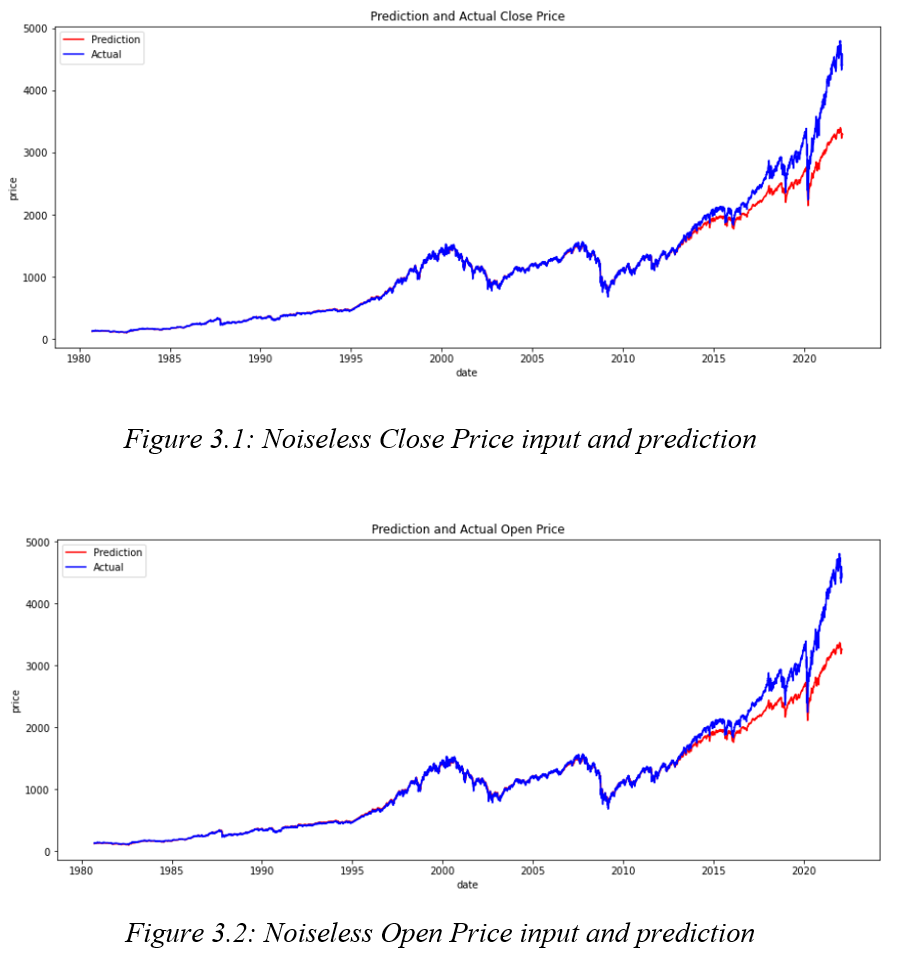 Prediction and Actual Close Price
5000
4000
3000
2000
1000
0
price
Prediction
Actual
1980 1985 1990 1995 2000 2005 2010 2015 2020
date
Figure 3.1: Noiseless Close Price input and prediction
Prediction and Actual Open Price
5000
4000
3000
2000
1000
0
price
Prediction
Actual
1980 1985 1990 1995 2000 2005 2010 2015 2020
date
Figure 3.2: Noiseless Open Price input and prediction